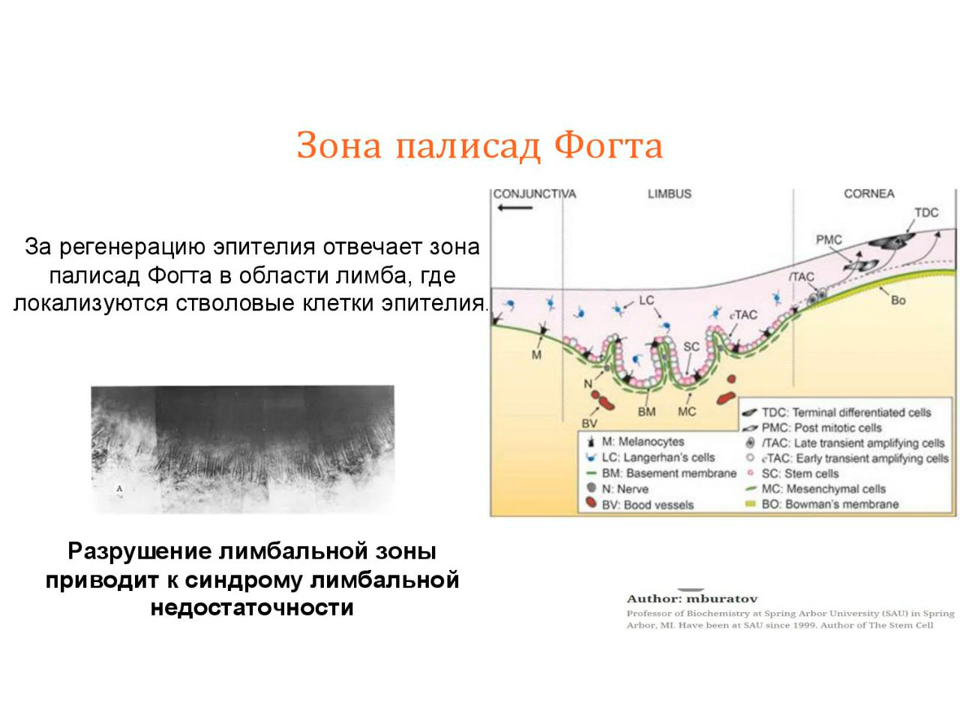 Зона палисад Фогта
За регенерацию эпителия отвечает зона
палисад Фогта в области лимба, где
локализуются стволовые клетки эпителия.
A
Разрушение лимбальной зоны
приводит к синдрому лимбальной
недостаточности
CONJUNCTIVA LIMBUS CORNEA
TDC
PMC
lTAC
LC
Bo
eTAC
M
SC
N
BM MC
BV
M: Melanocytes
LC: Langerhan's cells
BM: Basement membrane
N: Nerve
BV: Bood vessels
TDC: Terminal differentiated cells
PMC: Post mitotic cells
lTAC: Late transient amplifying cells
eTAC: Early transient amplifying cells
SC: Stem cells
MC: Mesenchymal cells
BO: Bowman's membrane
Author: mburatov
Professor of Biochemistry at Spring Arbor University (SAU) in Spring
Arbor, MI. Have been at SAU since 1999. Author of The Stem Cell